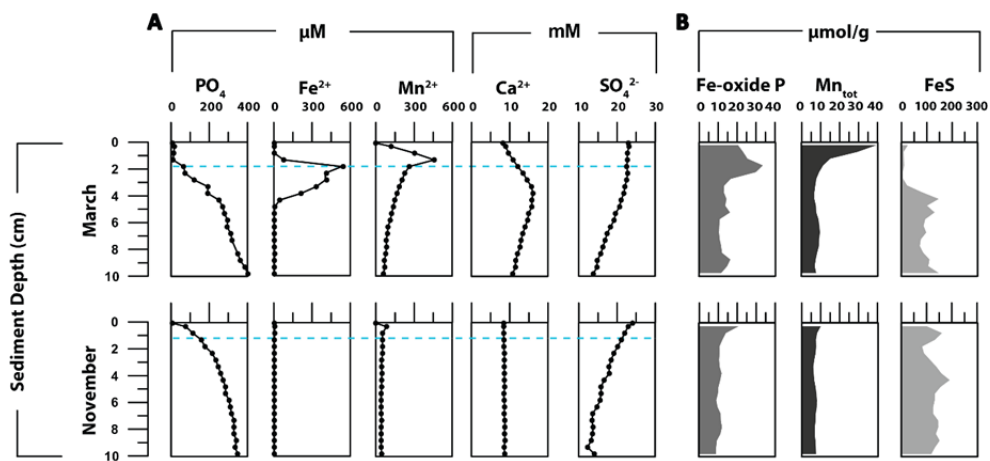 A
μM
mM
B
μmol/g
PO4 Fe2+ Mn2+ Ca2+ SO42- Fe-oxide P Mntot FeS
0 200 400 0 300 600 0 300 600 0 10 20 0 10 20 30 0 10 20 30 40 0 10 20 30 40 0 100 200 300
Sediment Depth (cm)
March
0
2
4
6
8
10
November
0
2
4
6
8
10